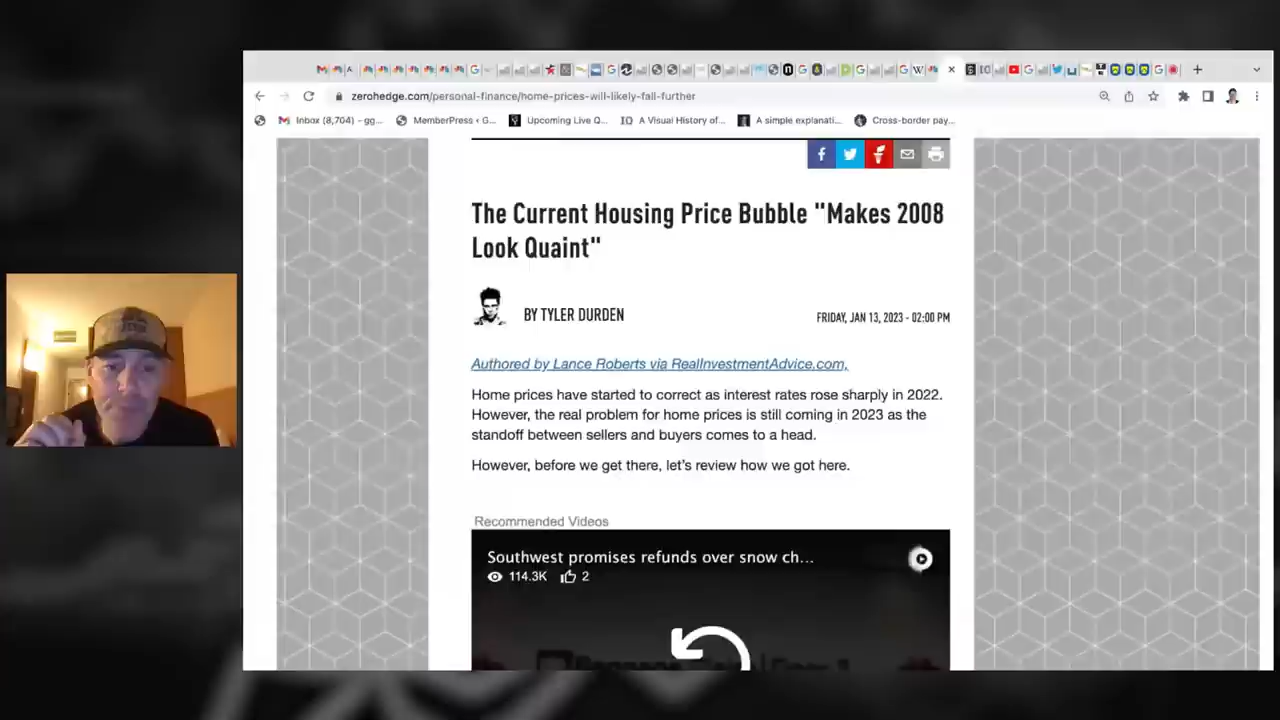 zerohedge.com/personal-finance/home-prices-will-likely-fall-further
Inbox (8,704) - gg... MemberPress ‹ G... Upcoming Live Q... IQ A Visual History of... A simple explanati... Cross-border pay...
The Current Housing Price Bubble "Makes 2008
Look Quaint"
BY TYLER DURDEN
FRIDAY, JAN 13, 2023 - 02:00 PM
Authored by Lance Roberts via RealInvestmentAdvice.com,
Home prices have started to correct as interest rates rose sharply in 2022.
However, the real problem for home prices is still coming in 2023 as the
standoff between sellers and buyers comes to a head.
However, before we get there, let's review how we got here.
Recommended Videos
Southwest promises refunds over snow ch...
114.3K 2